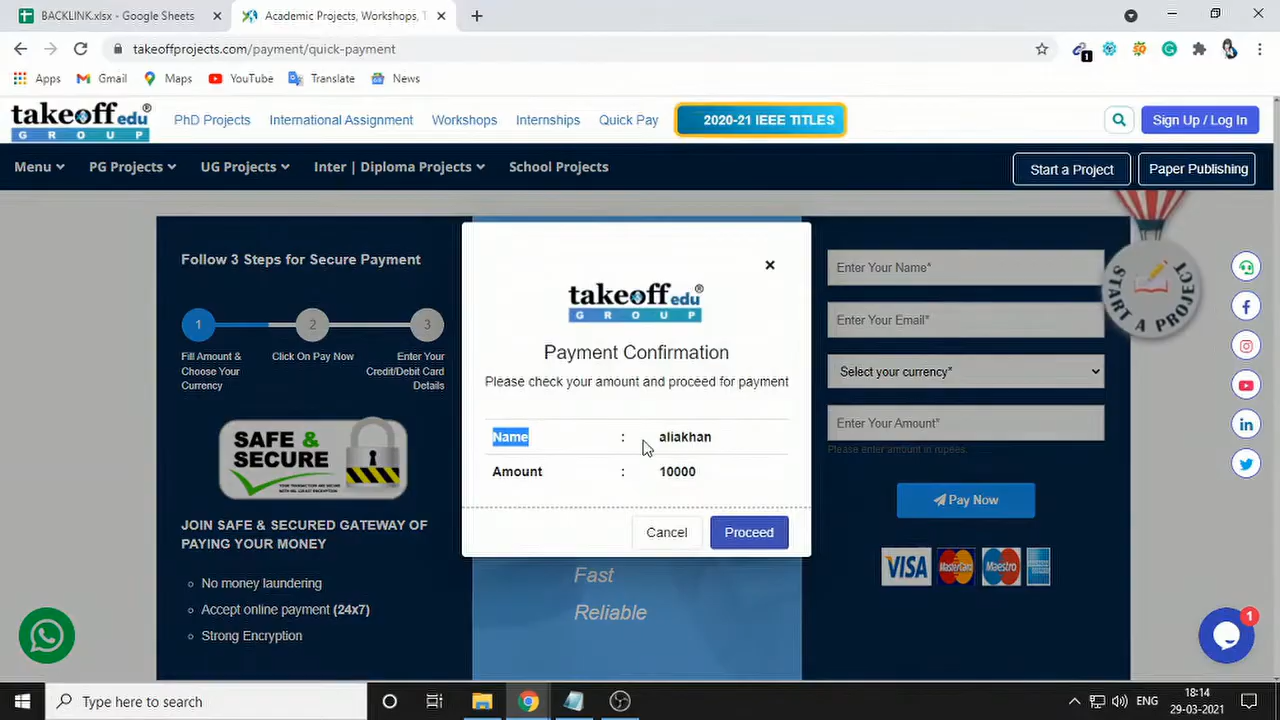 BACKLINK.xlsx - Google Sheets
Academic Projects, Workshops, T
takeoffprojects.com/payment/quick-payment
1
Apps
Gmail
Maps
YouTube
Translate
News
takeoff edu®
GROUP
PhD Projects
International Assignment
Workshops
Internships
Quick Pay
2020-21 IEEE TITLES
Sign Up / Log In
Menu
PG Projects
UG Projects
Inter | Diploma Projects
School Projects
Start a Project
Paper Publishing
Follow 3 Steps for Secure Payment
1
2
3
Fill Amount &
Choose Your
Currency
Click On Pay Now
Enter Your
Credit/Debit Card
Details
SAFE &
SECURE
JOIN SAFE & SECURED GATEWAY OF
PAYING YOUR MONEY
No money laundering
Accept online payment (24x7)
Strong Encryption
takeoff edu®
GROUP
Payment Confirmation
Please check your amount and proceed for payment
Name : aliakhan
Amount : 10000
Cancel
Proceed
Fast
Reliable
Enter Your Name*
Enter Your Email*
Select your currency*
Enter Your Amount*
Please enter amount in rupees.
Pay Now
VISA
MasterCard
Maestro
START A PROJECT
1
Type here to search
ENG
18:14
29-03-2021